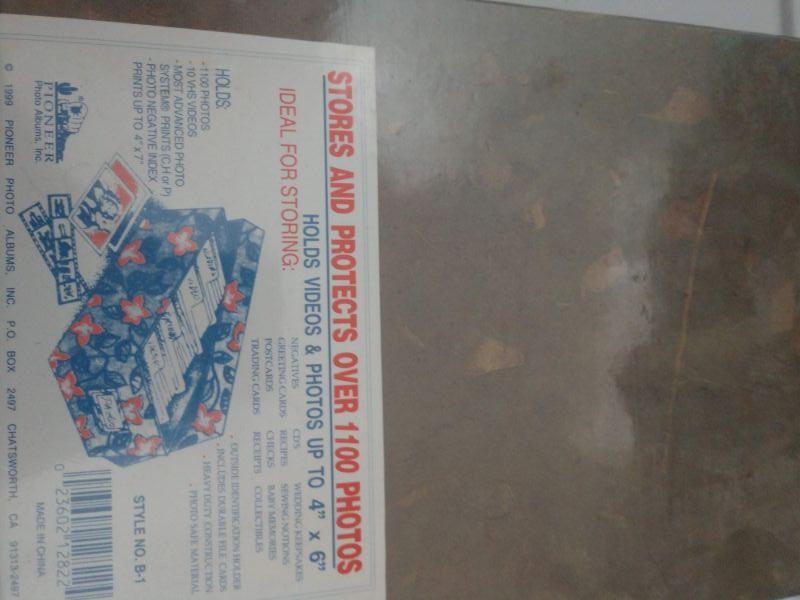 STORES AND PROTECTS OVER 1100 PHOTOS
HOLDS VIDEOS & PHOTOS UP TO 4" x 6"
IDEAL FOR STORING:
NEGATIVES
GREETING CARDS
POSTCARDS
TRADING CARDS
CD'S
RECIPES
CHECKS
RECEIPTS
WEDDING KEEPSAKES
SEWING NOTIONS
BABY MEMORIES
COLLECTIBLES
HOLDS:
· 1100 PHOTOS
· 10 VHS VIDEOS
· MOST ADVANCED PHOTO
SYSTEM® PRINTS (C,H or P)
· PHOTO NEGATIVE INDEX
PRINTS UP TO 4" x 7"
· OUTSIDE IDENTIFICATION HOLDER
· INCLUDES DURABLE FILE CARDS
· HEAVY DUTY CONSTRUCTION
· PHOTO SAFE MATERIAL
PIONEER
Photo Albums, Inc.
STYLE NO. B-1
0 23602 12822
MADE IN CHINA
© 1999 PIONEER PHOTO ALBUMS, INC. P.O. BOX 2497 CHATSWORTH, CA 91313-2497